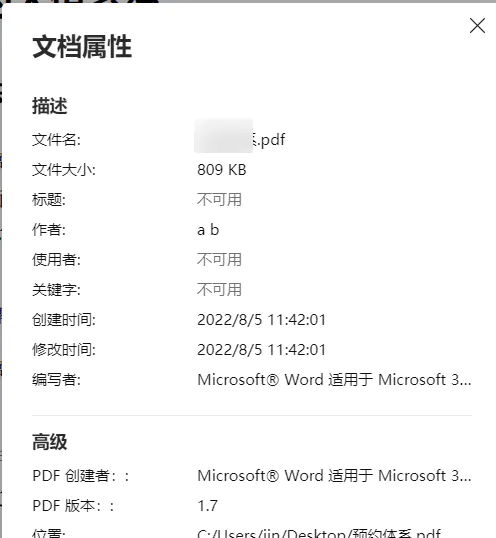 文档属性
描述
文件名: .pdf
文件大小: 809 KB
标题: 不可用
作者: a b
使用者: 不可用
关键字: 不可用
创建时间: 2022/8/5 11:42:01
修改时间: 2022/8/5 11:42:01
编写者: Microsoft® Word 适用于 Microsoft 3...
高级
PDF 创建者: : Microsoft® Word 适用于 Microsoft 3...
PDF 版本: : 1.7
位置: C:/Users/jin/Desktop/预约体系.pdf